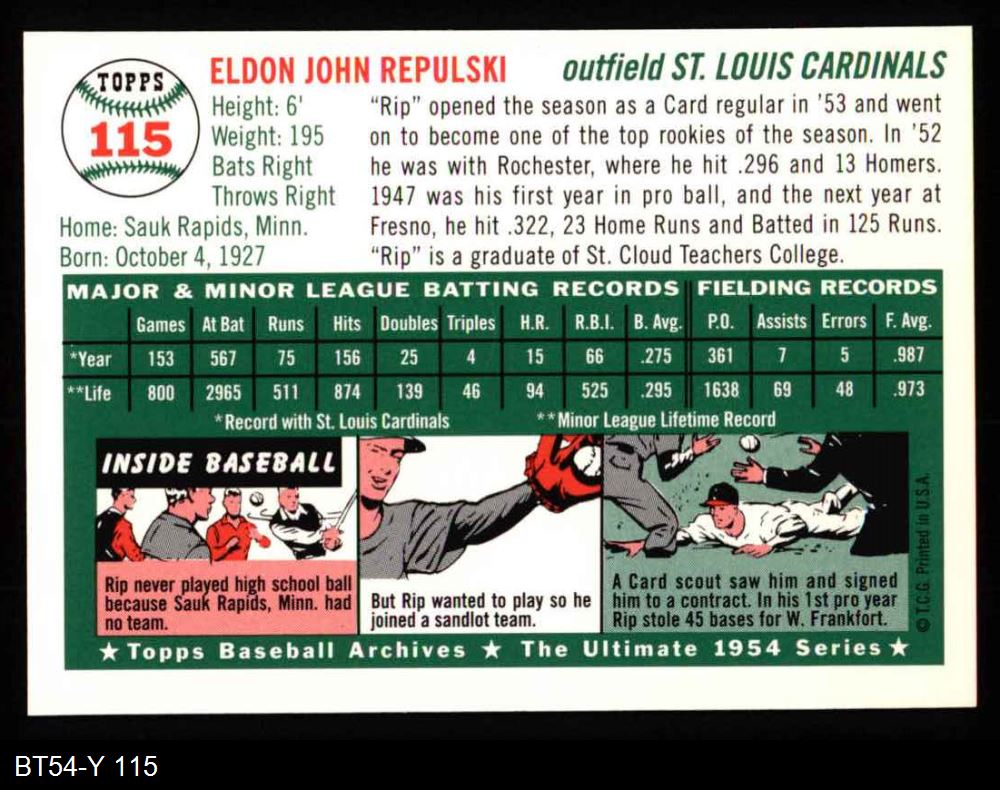 TOPPS
115
ELDON JOHN REPULSKI
outfield ST. LOUIS CARDINALS
Height: 6'
Weight: 195
Bats Right
Throws Right
Home: Sauk Rapids, Minn.
Born: October 4, 1927
"Rip" opened the season as a Card regular in '53 and went
on to become one of the top rookies of the season. In '52
he was with Rochester, where he hit .296 and 13 Homers.
1947 was his first year in pro ball, and the next year at
Fresno, he hit .322, 23 Home Runs and Batted in 125 Runs.
"Rip" is a graduate of St. Cloud Teachers College.
MAJOR & MINOR LEAGUE BATTING RECORDS FIELDING RECORDS
Games At Bat Runs Hits Doubles Triples H.R. R.B.I. B. Avg. P.O. Assists Errors F. Avg.
*Year 153 567 75 156 25 4 15 66 .275 361 7 5 .987
**Life 800 2965 511 874 139 46 94 525 .295 1638 69 48 .973
*Record with St. Louis Cardinals **Minor League Lifetime Record
INSIDE BASEBALL
Rip never played high school ball
because Sauk Rapids, Minn. had
no team.
But Rip wanted to play so he
joined a sandlot team.
A Card scout saw him and signed
him to a contract. In his 1st pro year
Rip stole 45 bases for W. Frankfort.
© T.C.G. Printed in U.S.A.
★ Topps Baseball Archives ★ The Ultimate 1954 Series ★
BT54-Y 115